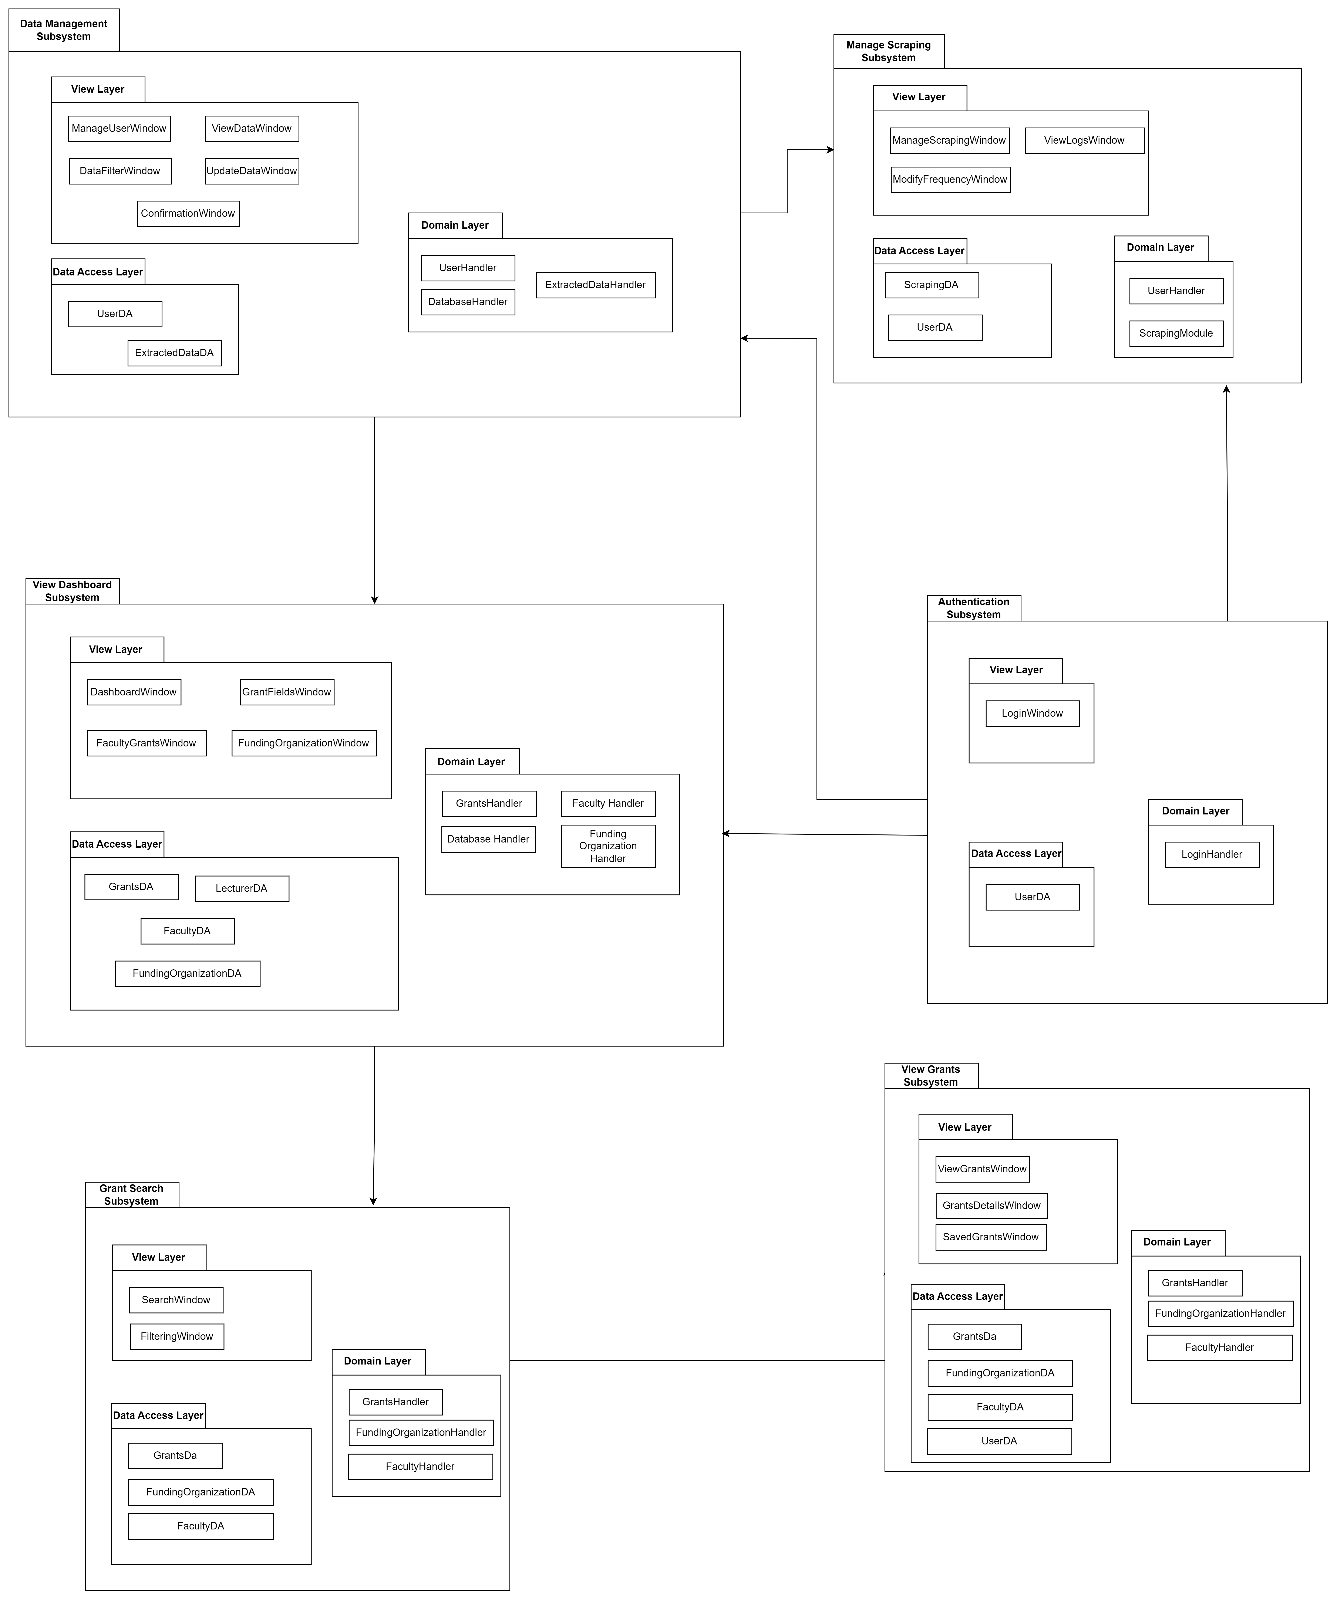 Data Management
Subsystem
View Layer
ManageUserWindow
ViewDataWindow
DataFilterWindow
UpdateDataWindow
ConfirmationWindow
Domain Layer
UserHandler
ExtractedDataHandler
DatabaseHandler
Data Access Layer
UserDA
ExtractedDataDA
Manage Scraping
Subsystem
View Layer
ManageScrapingWindow
ViewLogsWindow
ModifyFrequencyWindow
Data Access Layer
ScrapingDA
UserDA
Domain Layer
UserHandler
ScrapingModule
View Dashboard
Subsystem
View Layer
DashboardWindow
GrantFieldsWindow
FacultyGrantsWindow
FundingOrganizationWindow
Domain Layer
GrantsHandler
Faculty Handler
Database Handler
Funding
Organization
Handler
Data Access Layer
GrantsDA
LecturerDA
FacultyDA
FundingOrganizationDA
Authentication
Subsystem
View Layer
LoginWindow
Domain Layer
LoginHandler
Data Access Layer
UserDA
Grant Search
Subsystem
View Layer
SearchWindow
FilteringWindow
Domain Layer
GrantsHandler
FundingOrganizationHandler
FacultyHandler
Data Access Layer
GrantsDa
FundingOrganizationDA
FacultyDA
View Grants
Subsystem
View Layer
ViewGrantsWindow
GrantsDetailsWindow
SavedGrantsWindow
Domain Layer
GrantsHandler
FundingOrganizationHandler
FacultyHandler
Data Access Layer
GrantsDa
FundingOrganizationDA
FacultyDA
UserDA